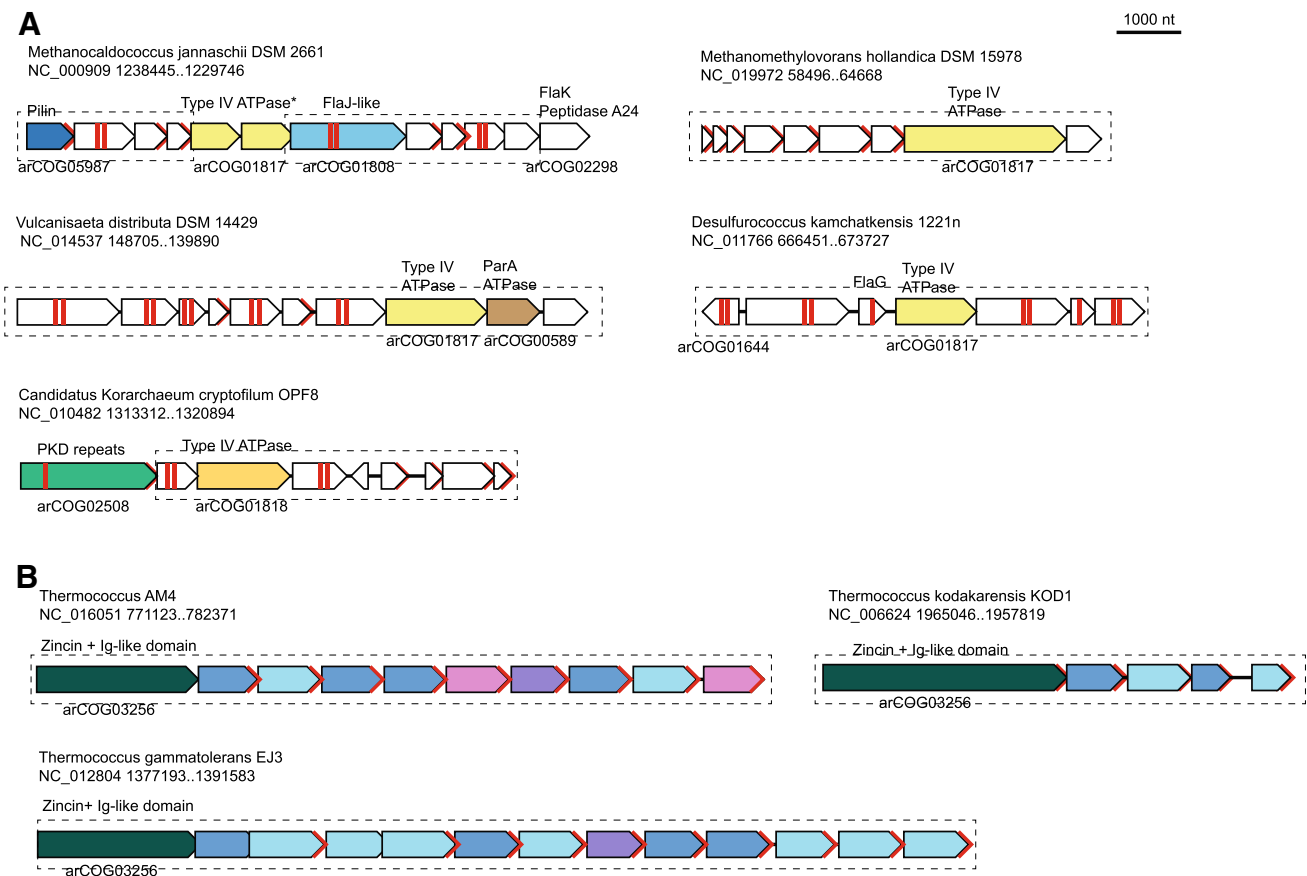 A
1000 nt
Methanocaldococcus jannaschii DSM 2661
NC_000909 1238445..1229746
Pilin
Type IV ATPase*
FlaJ-like
FlaK
Peptidase A24
arCOG05987
arCOG01817
arCOG01808
arCOG02298
Methanomethylovorans hollandica DSM 15978
NC_019972 58496..64668
Type IV
ATPase
arCOG01817
Vulcanisaeta distributa DSM 14429
NC_014537 148705..139890
Type IV
ATPase
ParA
ATPase
arCOG01817
arCOG00589
Desulfurococcus kamchatkensis 1221n
NC_011766 666451..673727
FlaG
Type IV
ATPase
arCOG01644
arCOG01817
Candidatus Korarchaeum cryptofilum OPF8
NC_010482 1313312..1320894
PKD repeats
Type IV ATPase
arCOG02508
arCOG01818
B
Thermococcus AM4
NC_016051 771123..782371
Zincin + Ig-like domain
arCOG03256
Thermococcus kodakarensis KOD1
NC_006624 1965046..1957819
Zincin + Ig-like domain
arCOG03256
Thermococcus gammatolerans EJ3
NC_012804 1377193..1391583
Zincin+ Ig-like domain
arCOG03256